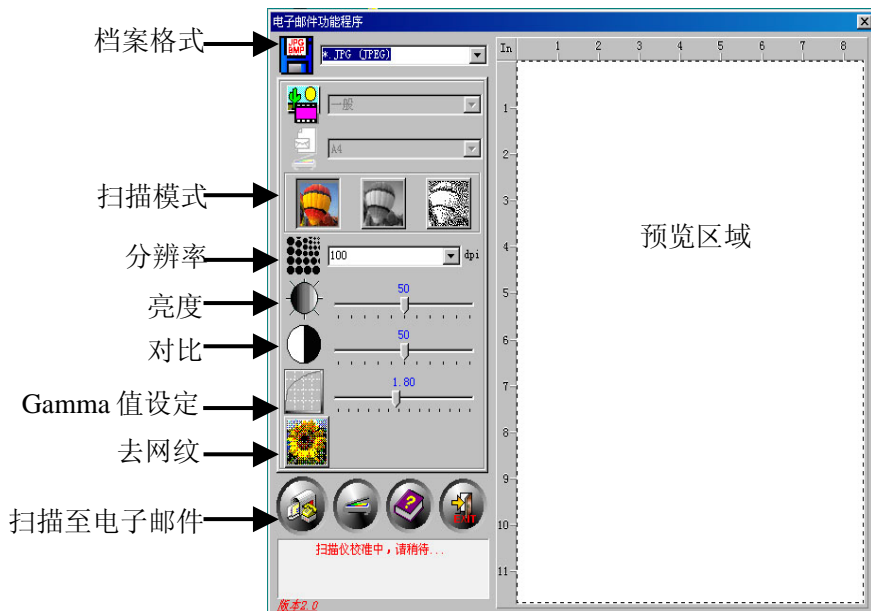 电子邮件功能程序
档案格式
JPG
BMP
*.JPG (JPEG)
一般
A4
扫描模式
分辨率
100
dpi
亮度
50
对比
50
Gamma 值设定
1.80
去网纹
扫描至电子邮件
EXIT
扫描仪校准中，请稍待...
版本2.0
In 1 2 3 4 5 6 7 8
1
2
3
4
5
6
7
8
9
10
11
预览区域